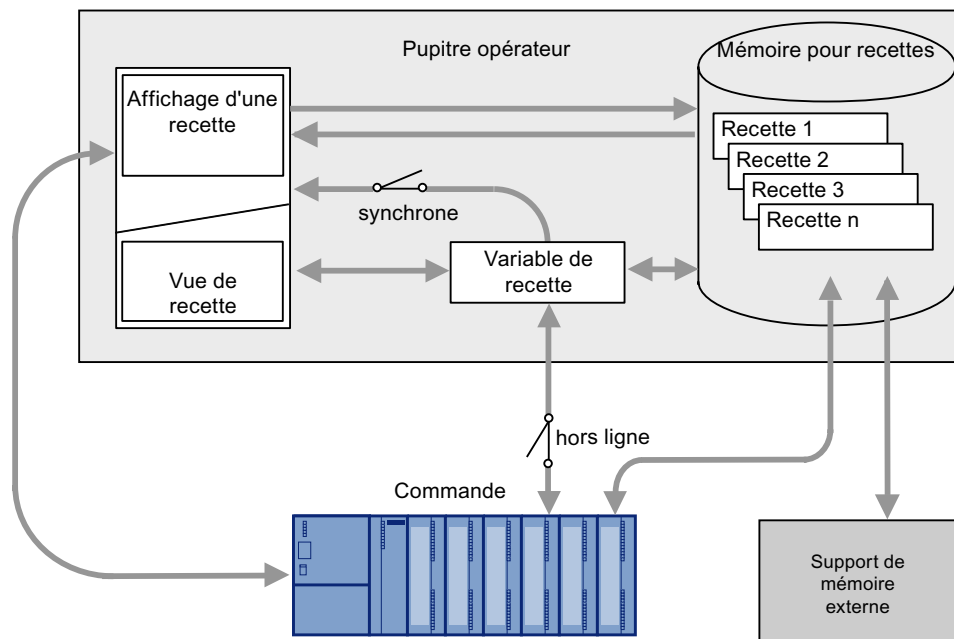 Pupitre opérateur
Mémoire pour recettes
Affichage d'une
recette
Recette 1
Recette 2
Recette 3
Recette n
synchrone
Variable de
recette
Vue de
recette
hors ligne
Commande
Support de
mémoire
externe